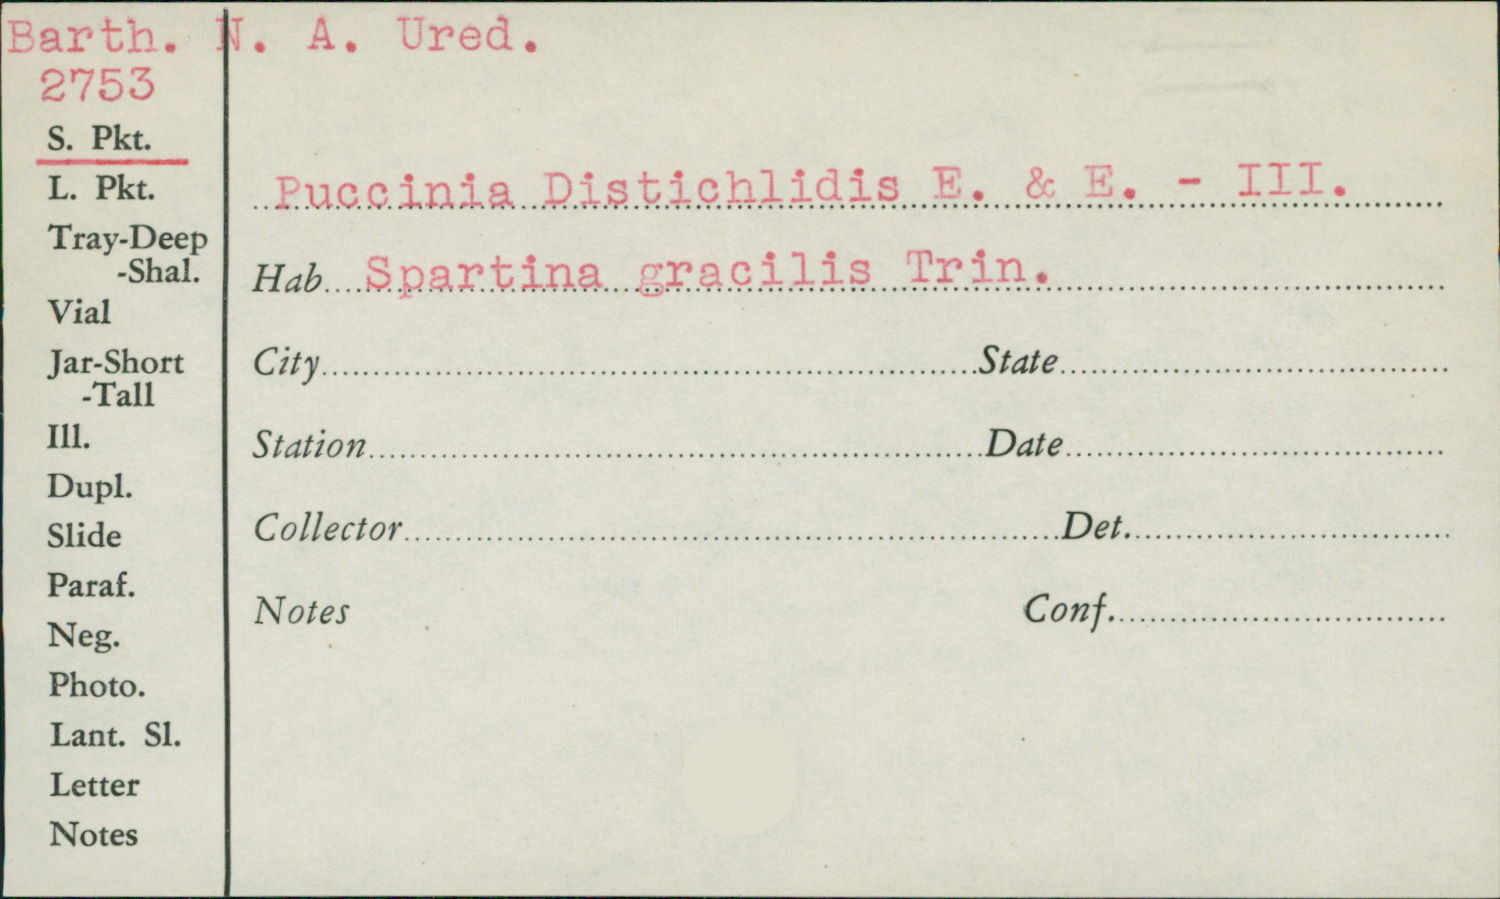 Barth. N. A. Ured.
2753
S. Pkt.
L. Pkt.
Tray-Deep
-Shal.
Vial
Jar-Short
-Tall
Ill.
Dupl.
Slide
Paraf.
Neg.
Photo.
Lant. Sl.
Letter
Notes
Puccinia Distichlidis E. & E. - III.
Hab. Spartina gracilis Trin.
City State
Station Date
Collector Det.
Notes Conf.